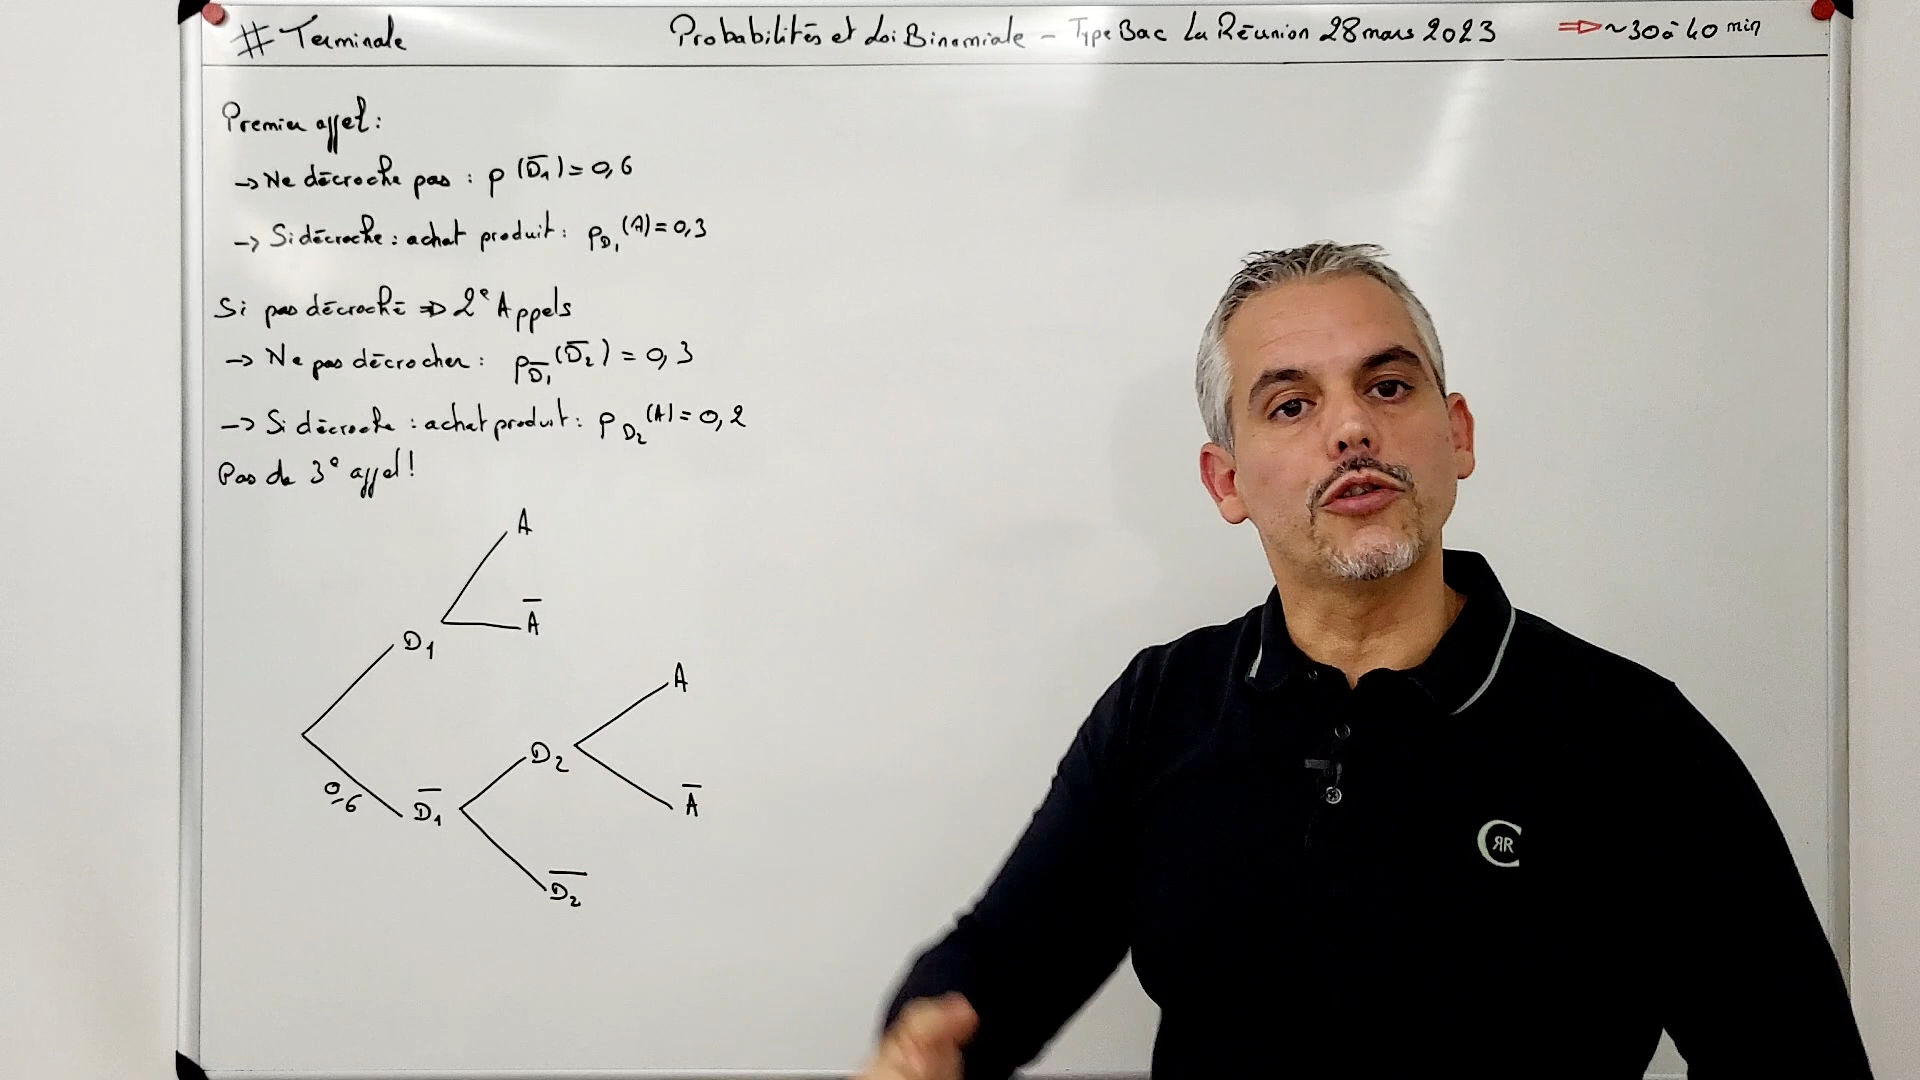 # Terminale
Probabilités et Loi Binomiale - Type Bac La Réunion 28 mars 2023 ⇒ ~30 à 40 min
Premier appel :
→ Ne décroche pas : p(D̅₁) = 0,6
→ Si décroche : achat produit : p_D₁(A) = 0,3
Si pas décroché ⇒ 2e Appels
→ Ne pas décrocher : p_D̅₁(D̅₂) = 0,3
→ Si décroche : achat produit : p_D₂(A) = 0,2
Pas de 3e appel !
A
A̅
D₁
A
D₂
0,6
D̅₁
A̅
D̅₂
CRR